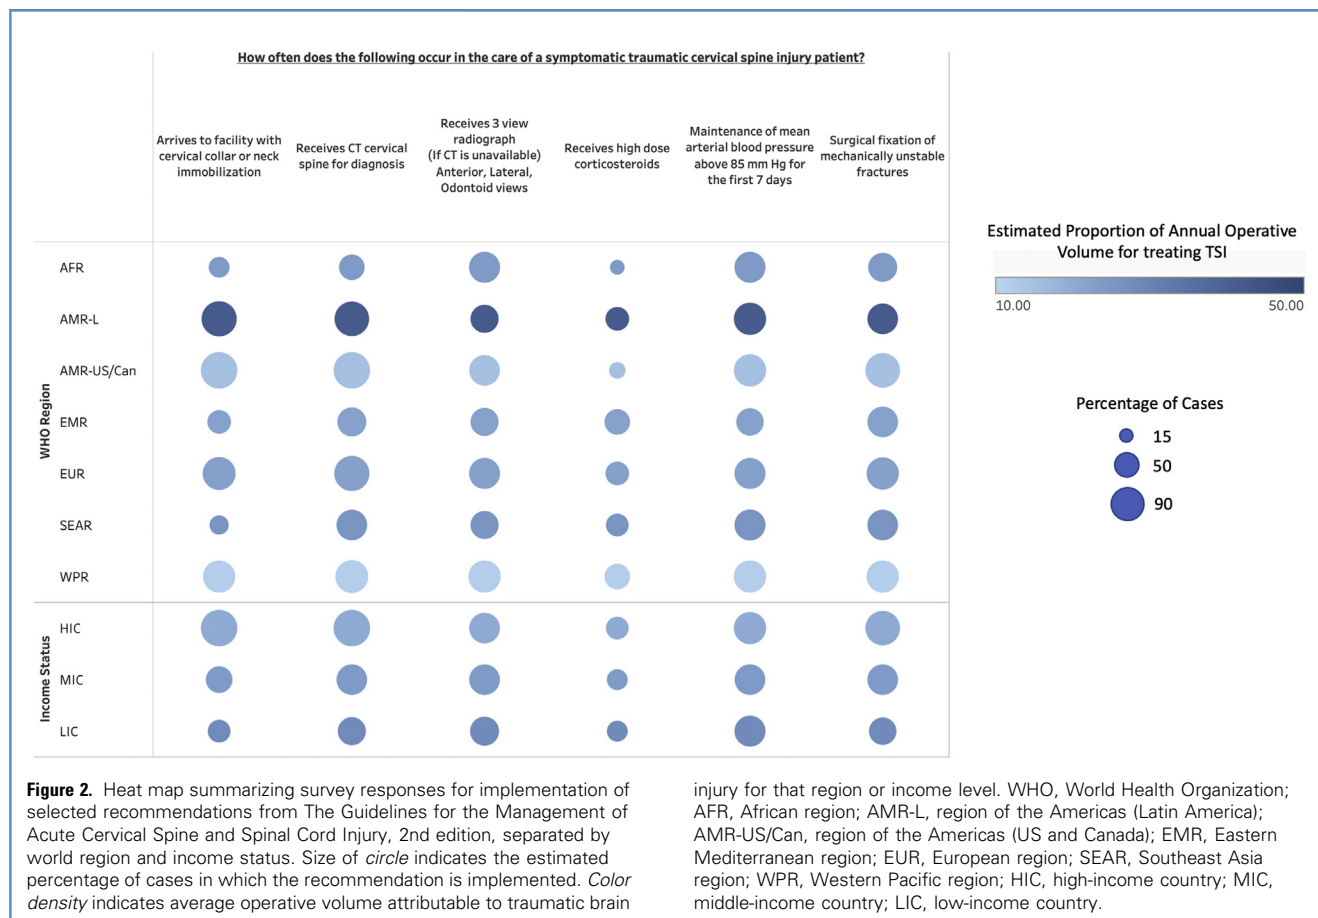 How often does the following occur in the care of a symptomatic traumatic cervical spine injury patient?
Arrives to facility with
cervical collar or neck
immobilization
Receives CT cervical
spine for diagnosis
Receives 3 view
radiograph
(If CT is unavailable)
Anterior, Lateral,
Odontoid views
Receives high dose
corticosteroids
Maintenance of mean
arterial blood pressure
above 85 mm Hg for
the first 7 days
Surgical fixation of
mechanically unstable
fractures
WHO Region
AFR
AMR-L
AMR-US/Can
EMR
EUR
SEAR
WPR
Income Status
HIC
MIC
LIC
Estimated Proportion of Annual Operative
Volume for treating TSI
10.00 50.00
Percentage of Cases
15
50
90
Figure 2. Heat map summarizing survey responses for implementation of
selected recommendations from The Guidelines for the Management of
Acute Cervical Spine and Spinal Cord Injury, 2nd edition, separated by
world region and income status. Size of circle indicates the estimated
percentage of cases in which the recommendation is implemented. Color
density indicates average operative volume attributable to traumatic brain
injury for that region or income level. WHO, World Health Organization;
AFR, African region; AMR-L, region of the Americas (Latin America);
AMR-US/Can, region of the Americas (US and Canada); EMR, Eastern
Mediterranean region; EUR, European region; SEAR, Southeast Asia
region; WPR, Western Pacific region; HIC, high-income country; MIC,
middle-income country; LIC, low-income country.